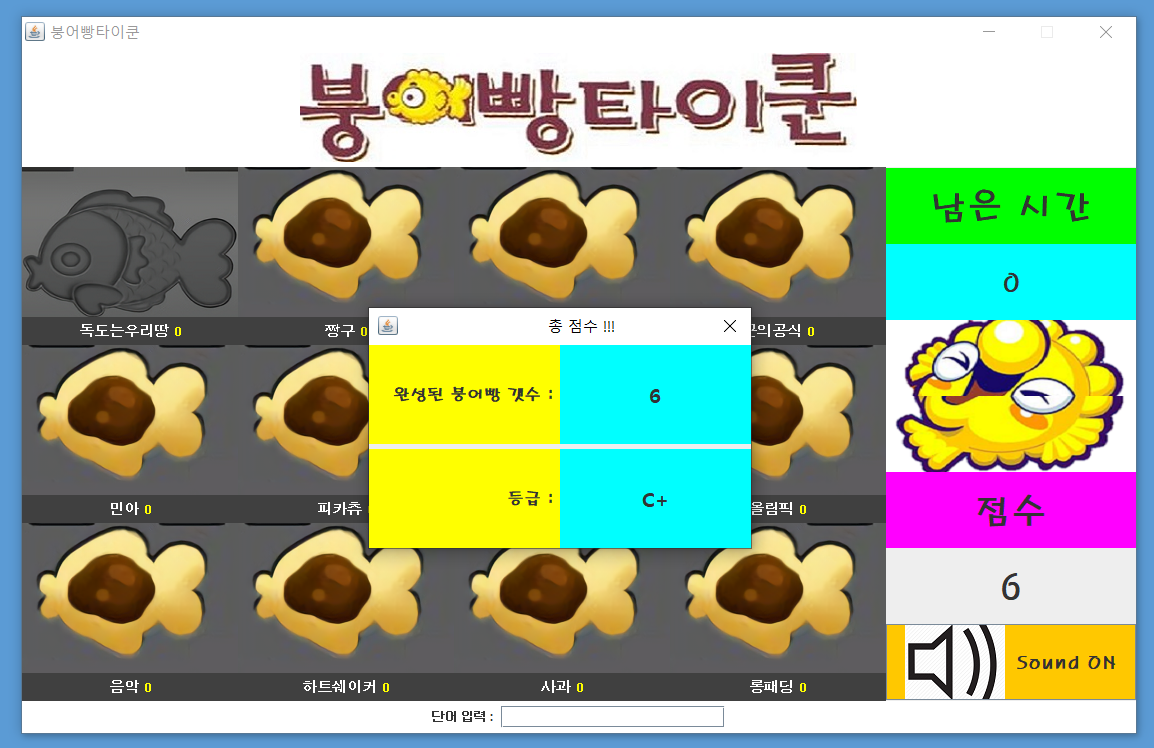 붕어빵타이쿤
붕어빵타이쿤
남은 시간
0
독도는우리땅 0
짱구 0
의공식 0
총 점수 !!!
완성된 붕어빵 갯수 : 6
등급 : C+
민아 0
피카츄
올림픽 0
점수
6
음악 0
하트쉐이커 0
사과 0
롱패딩 0
Sound ON
단어 입력 :